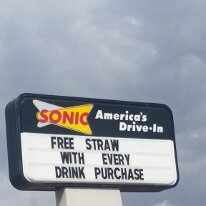 SONIC America's
Drive-In
FREE STRAW
WITH EVERY
DRINK PURCHASE